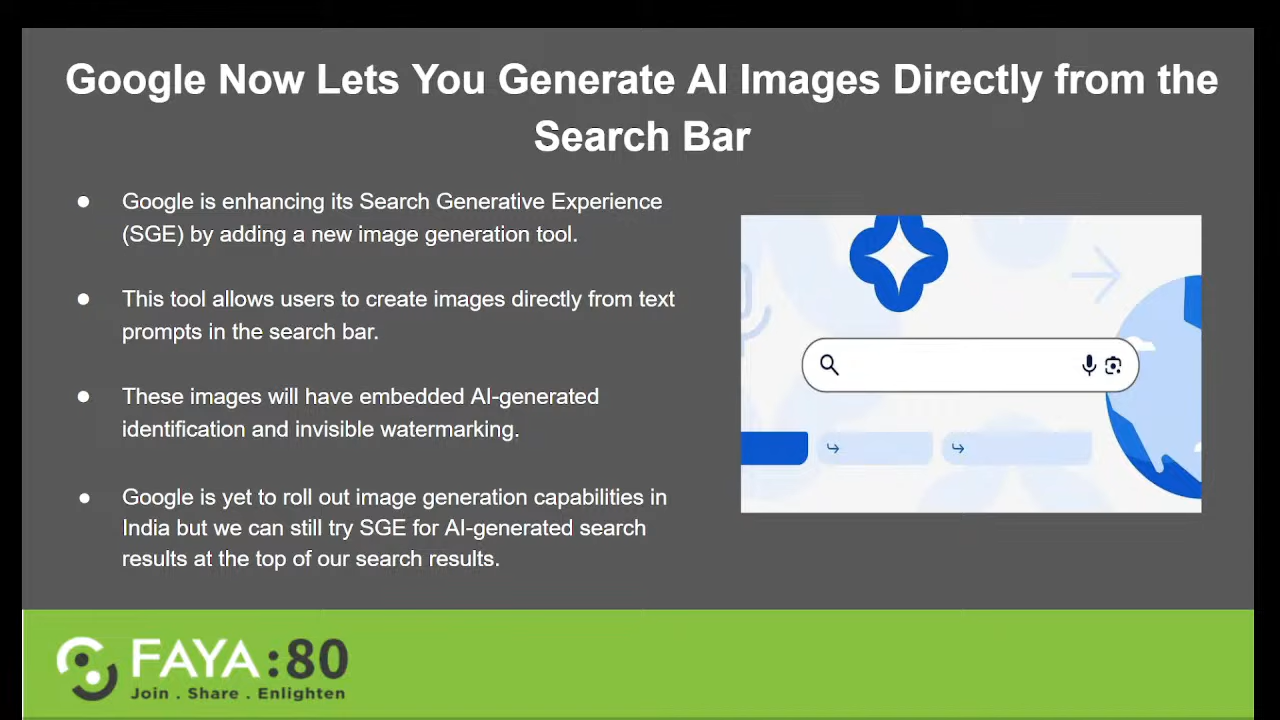 Google Now Lets You Generate AI Images Directly from the
Search Bar
● Google is enhancing its Search Generative Experience
(SGE) by adding a new image generation tool.
● This tool allows users to create images directly from text
prompts in the search bar.
● These images will have embedded AI-generated
identification and invisible watermarking.
● Google is yet to roll out image generation capabilities in
India but we can still try SGE for AI-generated search
results at the top of our search results.
FAYA:80
Join . Share . Enlighten